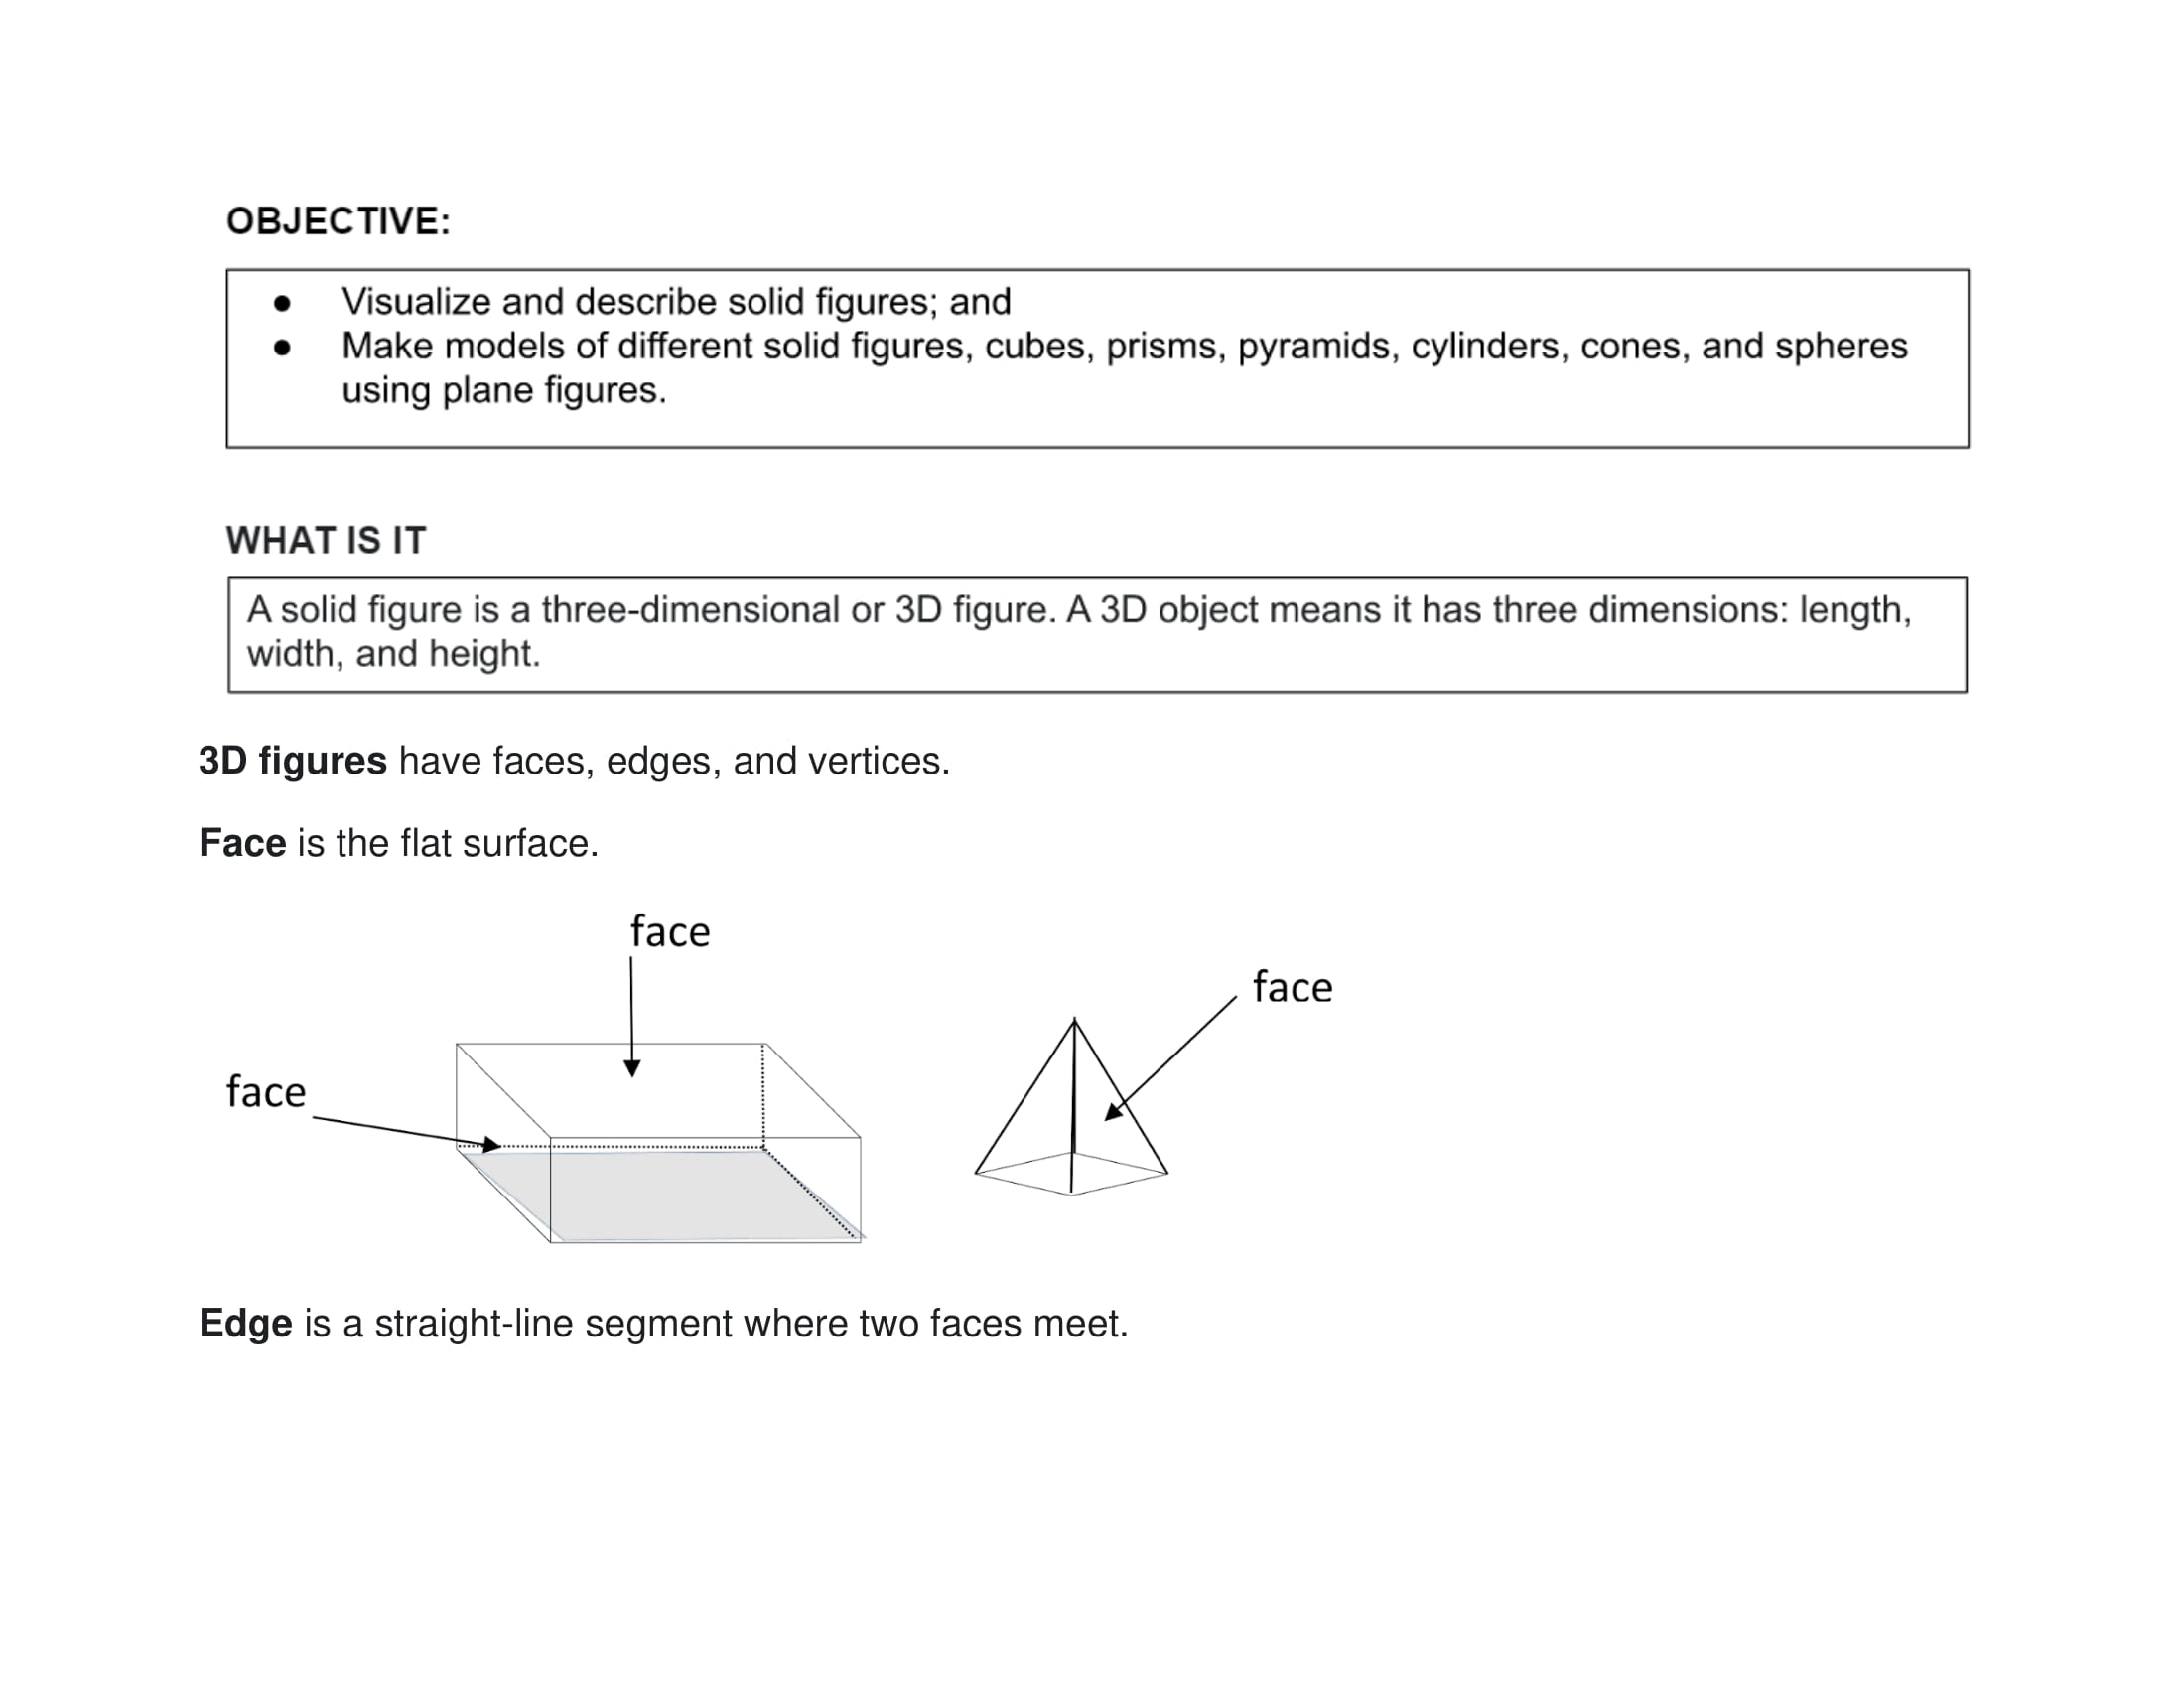 OBJECTIVE:
● Visualize and describe solid figures; and
● Make models of different solid figures, cubes, prisms, pyramids, cylinders, cones, and spheres
using plane figures.
WHAT IS IT
A solid figure is a three-dimensional or 3D figure. A 3D object means it has three dimensions: length,
width, and height.
3D figures have faces, edges, and vertices.
Face is the flat surface.
face
face
face
Edge is a straight-line segment where two faces meet.